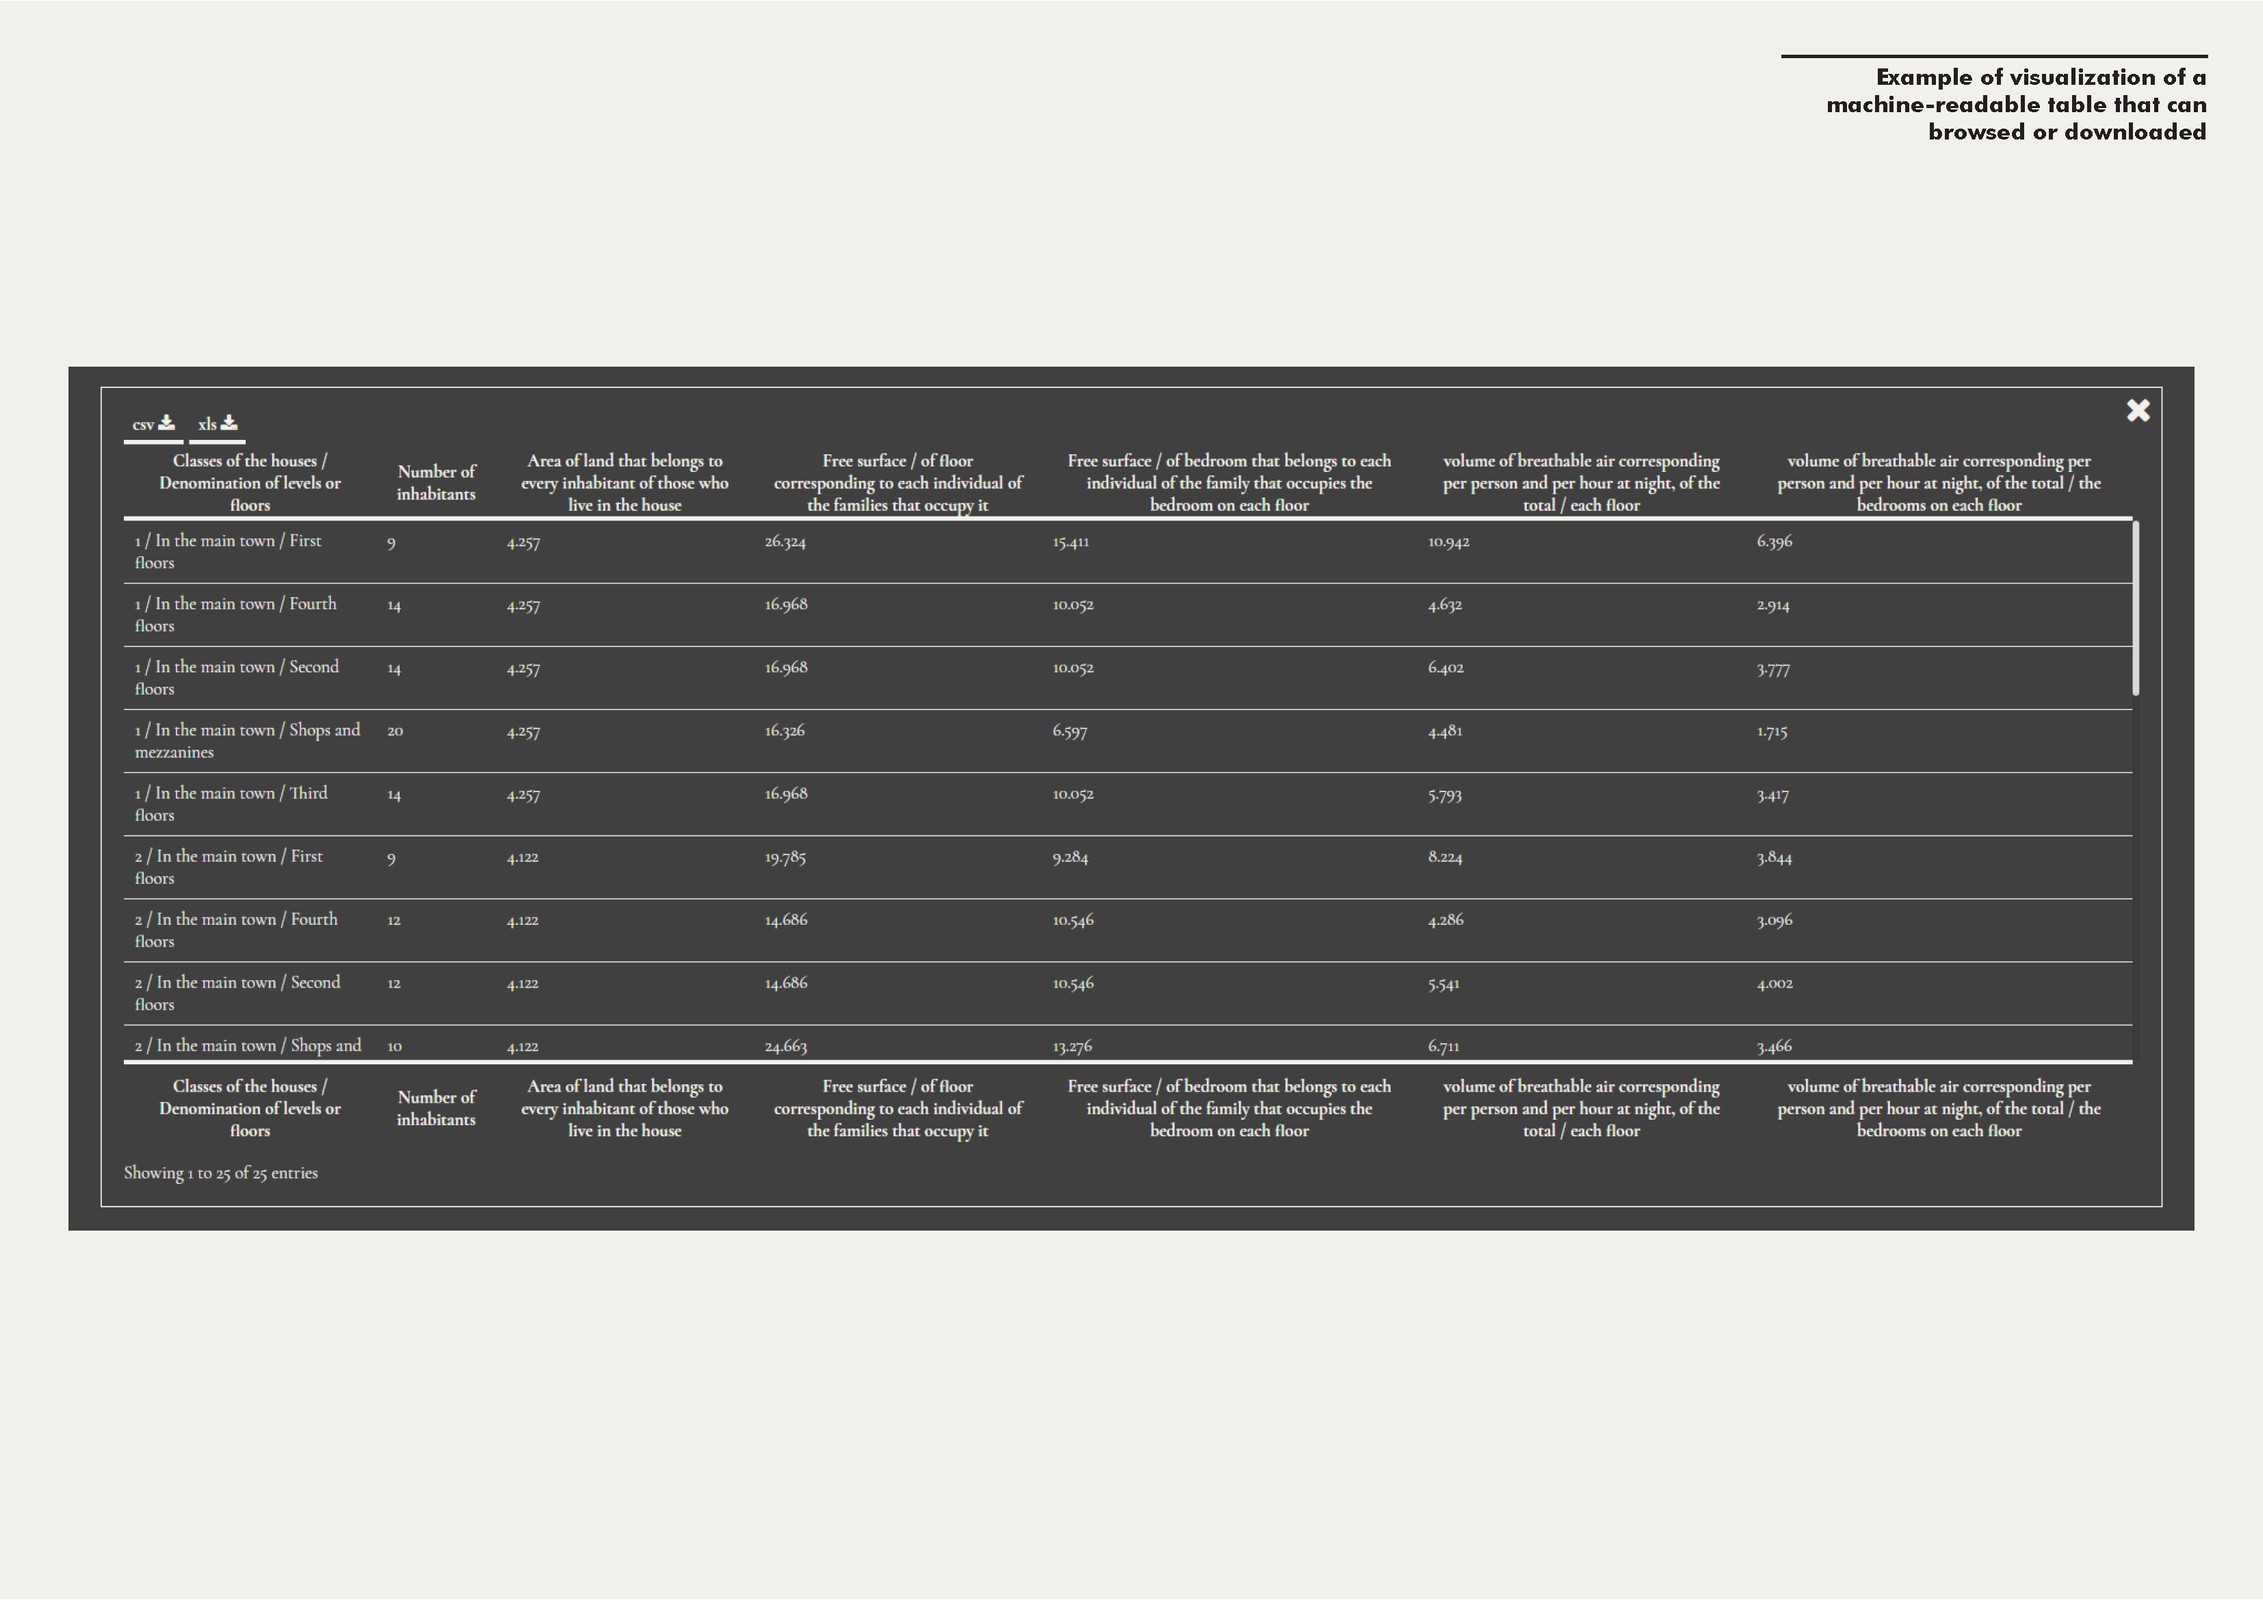 Example of visualization of a
machine-readable table that can
browsed or downloaded
csv xls
Classes of the houses /
Denomination of levels or
floors
Number of
inhabitants
Area of land that belongs to
every inhabitant of those who
live in the house
Free surface / of floor
corresponding to each individual of
the families that occupy it
Free surface / of bedroom that belongs to each
individual of the family that occupies the
bedroom on each floor
volume of breathable air corresponding
per person and per hour at night, of the
total / each floor
volume of breathable air corresponding per
person and per hour at night, of the total / the
bedrooms on each floor
1 / In the main town / First 9 4.257 26.324 15.411 10.942 6.396
floors
1 / In the main town / Fourth 14 4.257 16.968 10.052 4.632 2.914
floors
1 / In the main town / Second 14 4.257 16.968 10.052 6.402 3.777
floors
1 / In the main town / Shops and 20 4.257 16.326 6.597 4.481 1.715
mezzanines
1 / In the main town / Third 14 4.257 16.968 10.052 5.793 3.417
floors
2 / In the main town / First 9 4.122 19.785 9.284 8.224 3.844
floors
2 / In the main town / Fourth 12 4.122 14.686 10.546 4.286 3.096
floors
2 / In the main town / Second 12 4.122 14.686 10.546 5.541 4.002
floors
2 / In the main town / Shops and 10 4.122 24.663 13.276 6.711 3.466
Classes of the houses /
Denomination of levels or
floors
Number of
inhabitants
Area of land that belongs to
every inhabitant of those who
live in the house
Free surface / of floor
corresponding to each individual of
the families that occupy it
Free surface / of bedroom that belongs to each
individual of the family that occupies the
bedroom on each floor
volume of breathable air corresponding
per person and per hour at night, of the
total / each floor
volume of breathable air corresponding per
person and per hour at night, of the total / the
bedrooms on each floor
Showing 1 to 25 of 25 entries